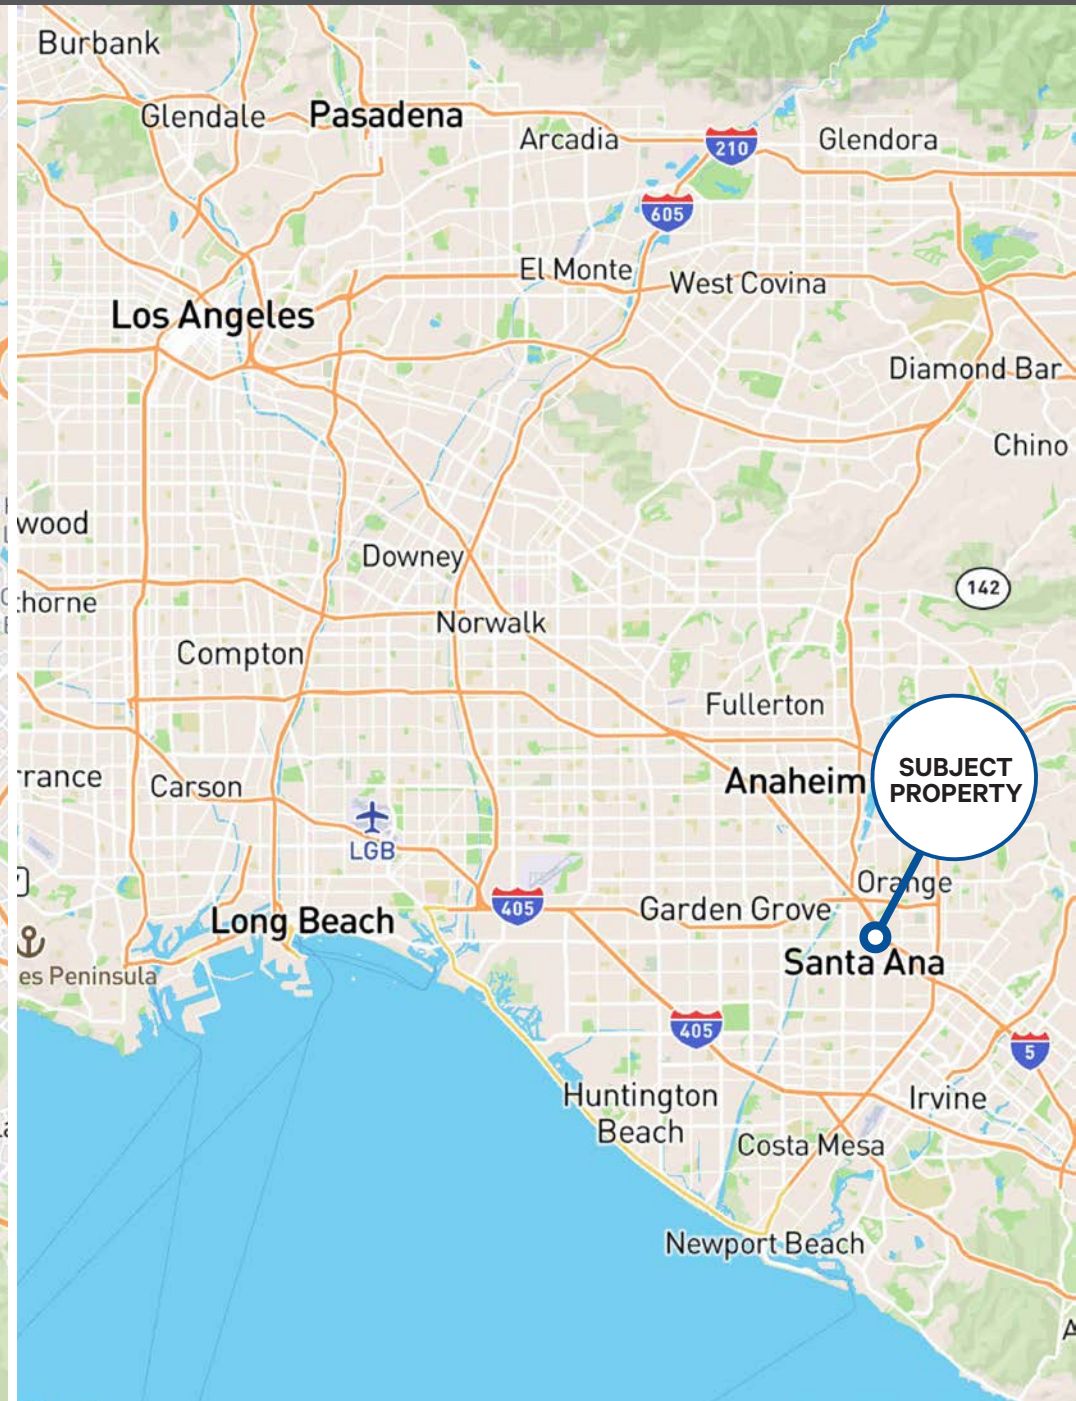 Burbank
Glendale
Pasadena
Arcadia
210
Glendora
605
El Monte
West Covina
Los Angeles
Diamond Bar
Chino
wood
Downey
142
thorne
Norwalk
Compton
Fullerton
SUBJECT
PROPERTY
Anaheim
rrance
Carson
LGB
Orange
405
Garden Grove
Long Beach
Santa Ana
es Peninsula
405
5
Huntington
Beach
Irvine
Costa Mesa
Newport Beach
A